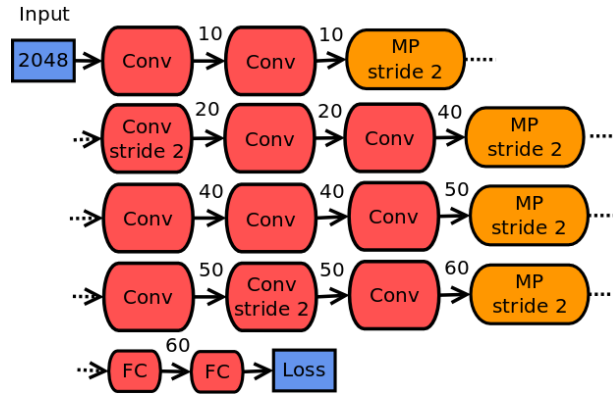 Input
2048
Conv
10
Conv
10
MP
stride 2
Conv
stride 2
20
Conv
20
Conv
40
MP
stride 2
Conv
40
Conv
40
Conv
50
MP
stride 2
Conv
50
Conv
stride 2
50
Conv
60
MP
stride 2
FC
60
FC
Loss